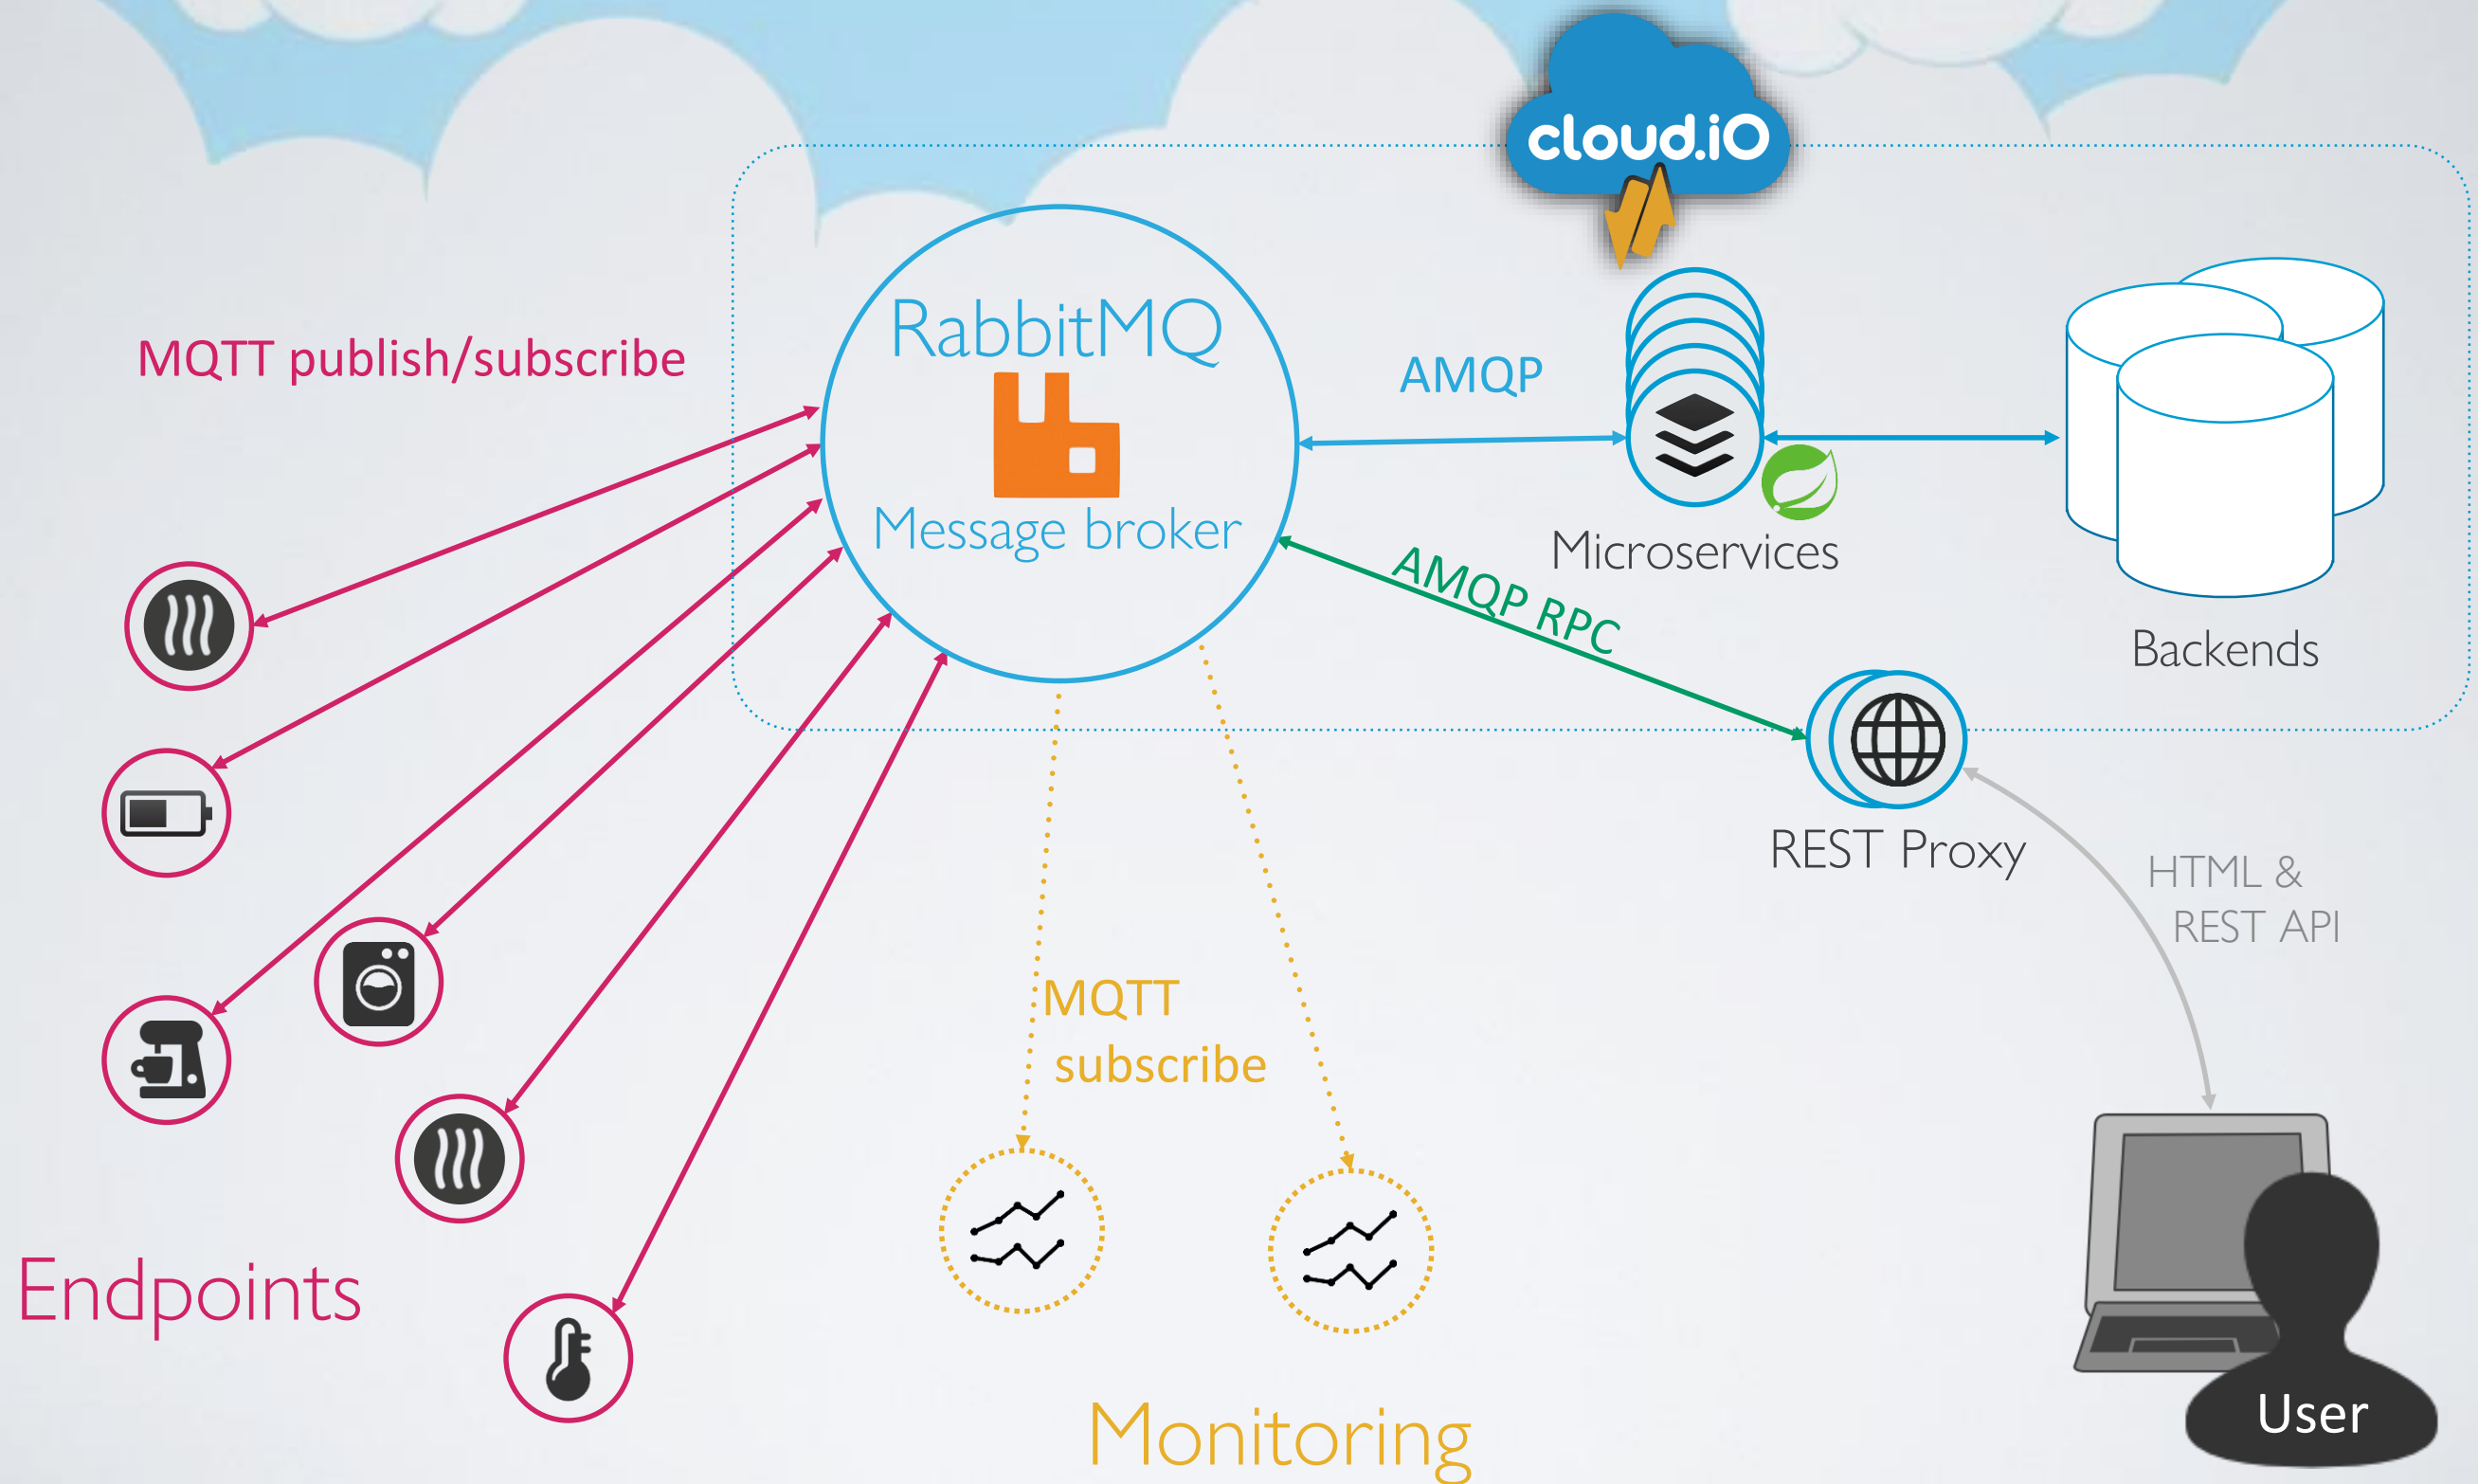 cloud.iO
RabbitMQ
Message broker
MQTT publish/subscribe
AMQP
Microservices
Backends
AMQP RPC
REST Proxy
HTML &
REST API
MQTT
subscribe
Endpoints
Monitoring
User